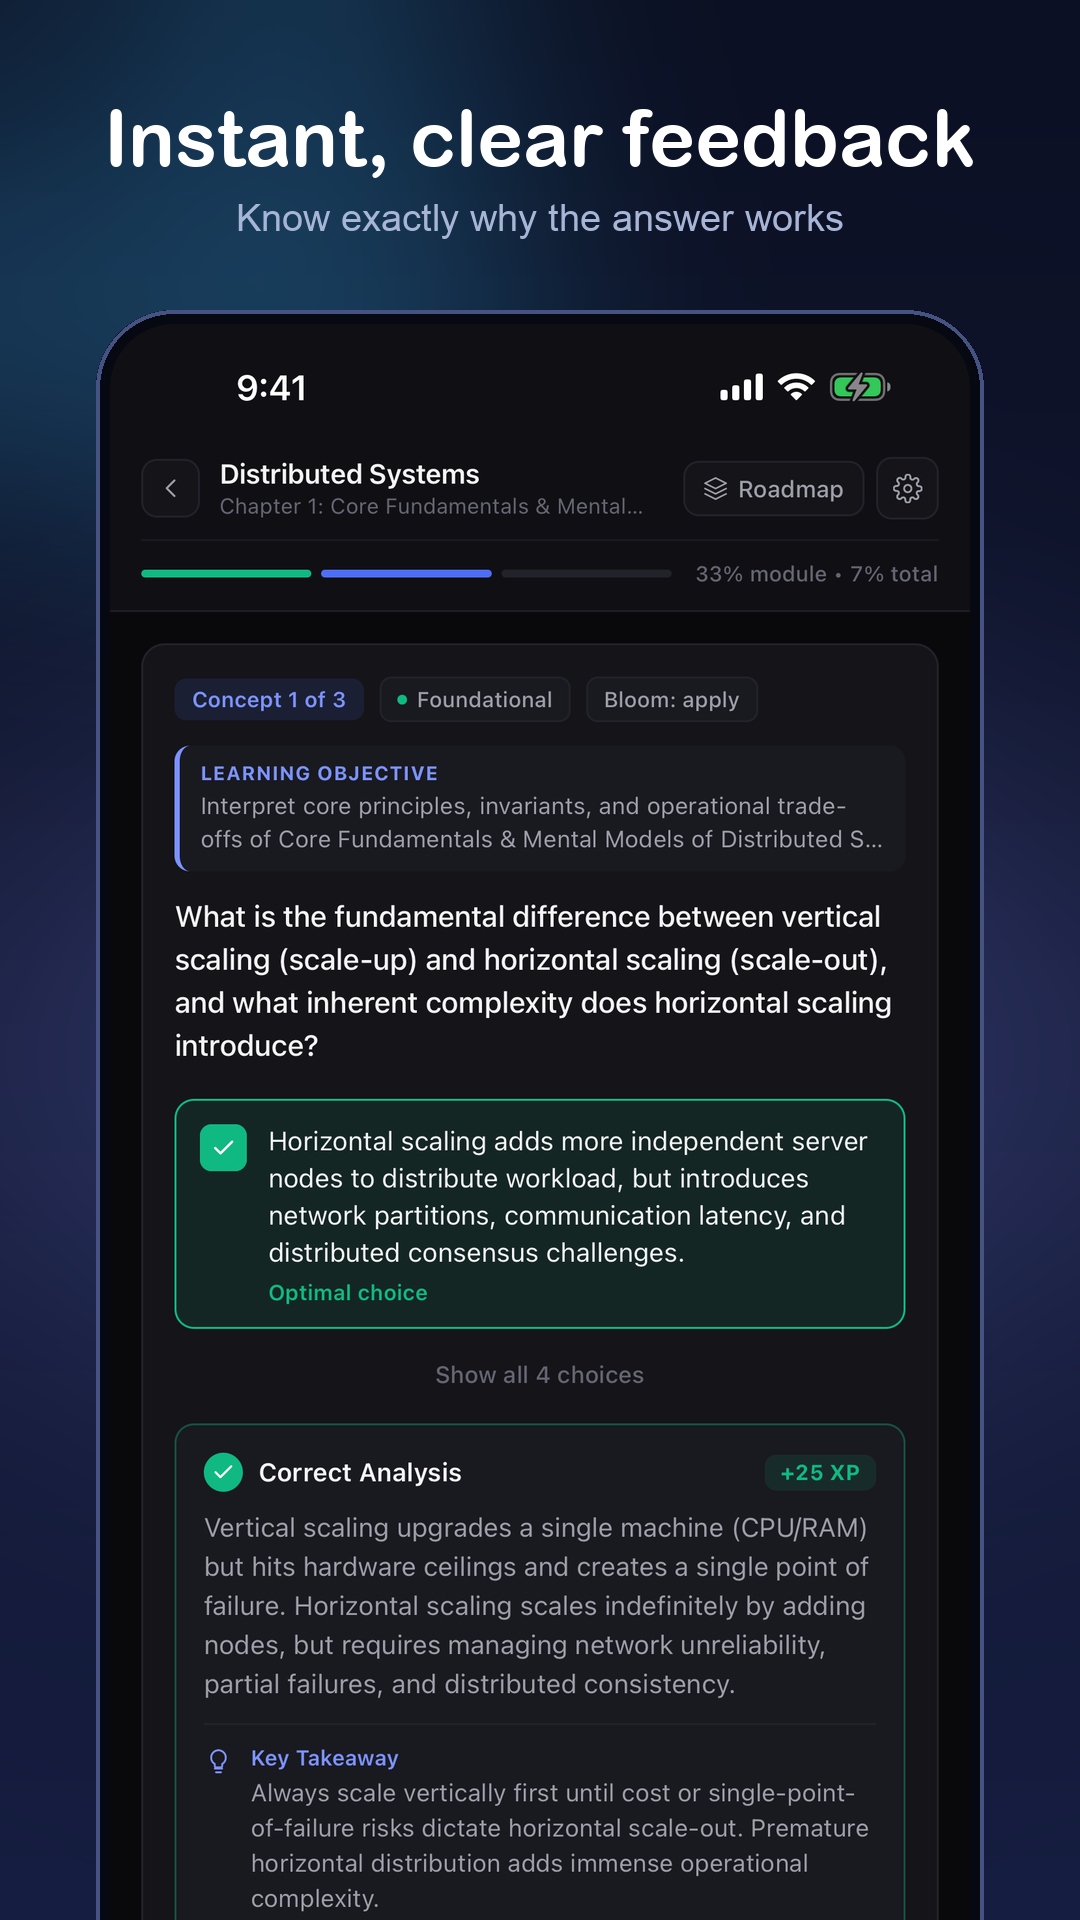 Instant, clear feedback
Know exactly why the answer works
9:41
Distributed Systems
Chapter 1: Core Fundamentals & Mental...
Roadmap
33% module • 7% total
Concept 1 of 3
Foundational
Bloom: apply
LEARNING OBJECTIVE
Interpret core principles, invariants, and operational trade-
offs of Core Fundamentals & Mental Models of Distributed S...
What is the fundamental difference between vertical
scaling (scale-up) and horizontal scaling (scale-out),
and what inherent complexity does horizontal scaling
introduce?
Horizontal scaling adds more independent server
nodes to distribute workload, but introduces
network partitions, communication latency, and
distributed consensus challenges.
Optimal choice
Show all 4 choices
Correct Analysis
+25 XP
Vertical scaling upgrades a single machine (CPU/RAM)
but hits hardware ceilings and creates a single point of
failure. Horizontal scaling scales indefinitely by adding
nodes, but requires managing network unreliability,
partial failures, and distributed consistency.
Key Takeaway
Always scale vertically first until cost or single-point-
of-failure risks dictate horizontal scale-out. Premature
horizontal distribution adds immense operational
complexity.